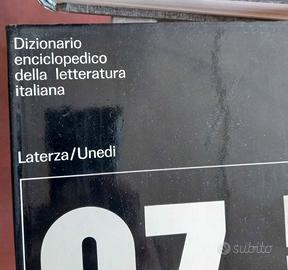 Dizionario
enciclopedico
della letteratura
italiana
Laterza/Unedi
subito